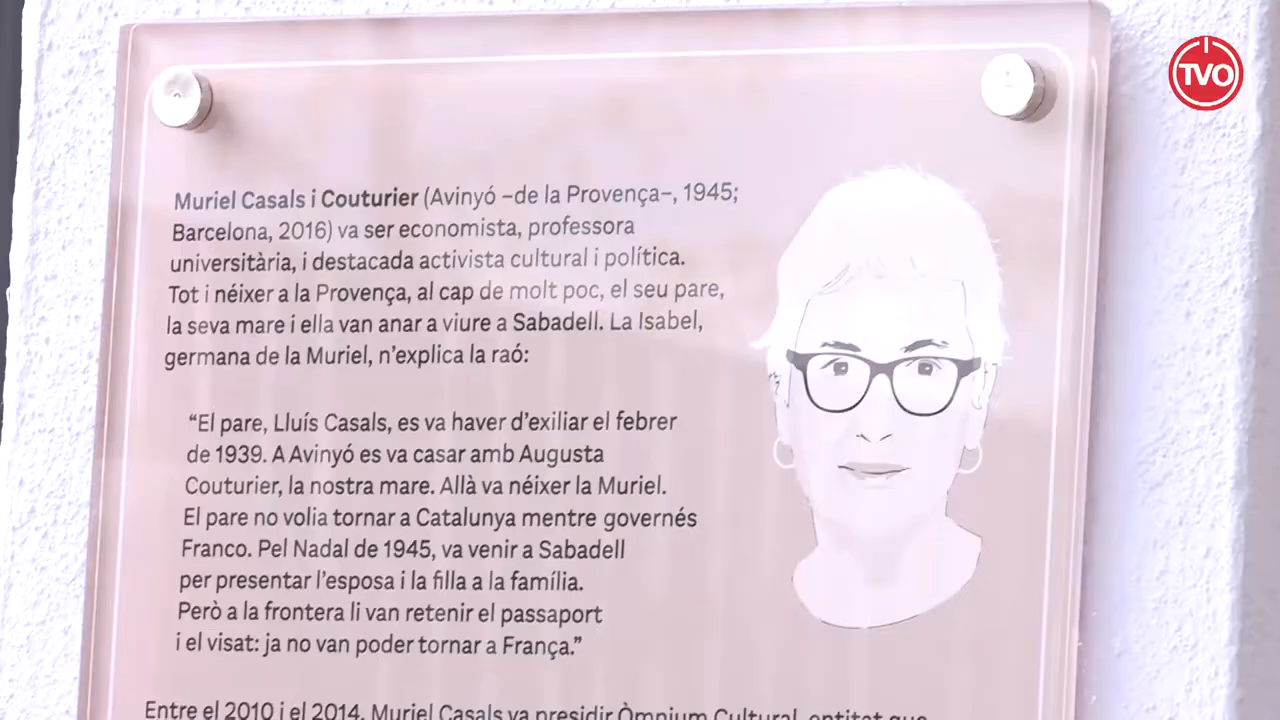 TVO
Muriel Casals i Couturier (Avinyó –de la Provença–, 1945;
Barcelona, 2016) va ser economista, professora
universitària, i destacada activista cultural i política.
Tot i néixer a la Provença, al cap de molt poc, el seu pare,
la seva mare i ella van anar a viure a Sabadell. La Isabel,
germana de la Muriel, n’explica la raó:
“El pare, Lluís Casals, es va haver d’exiliar el febrer
de 1939. A Avinyó es va casar amb Augusta
Couturier, la nostra mare. Allà va néixer la Muriel.
El pare no volia tornar a Catalunya mentre governés
Franco. Pel Nadal de 1945, va venir a Sabadell
per presentar l’esposa i la filla a la família.
Però a la frontera li van retenir el passaport
i el visat: ja no van poder tornar a França.”
Entre el 2010 i el 2014, Muriel Casals va presidir Òmnium Cultural, entitat que